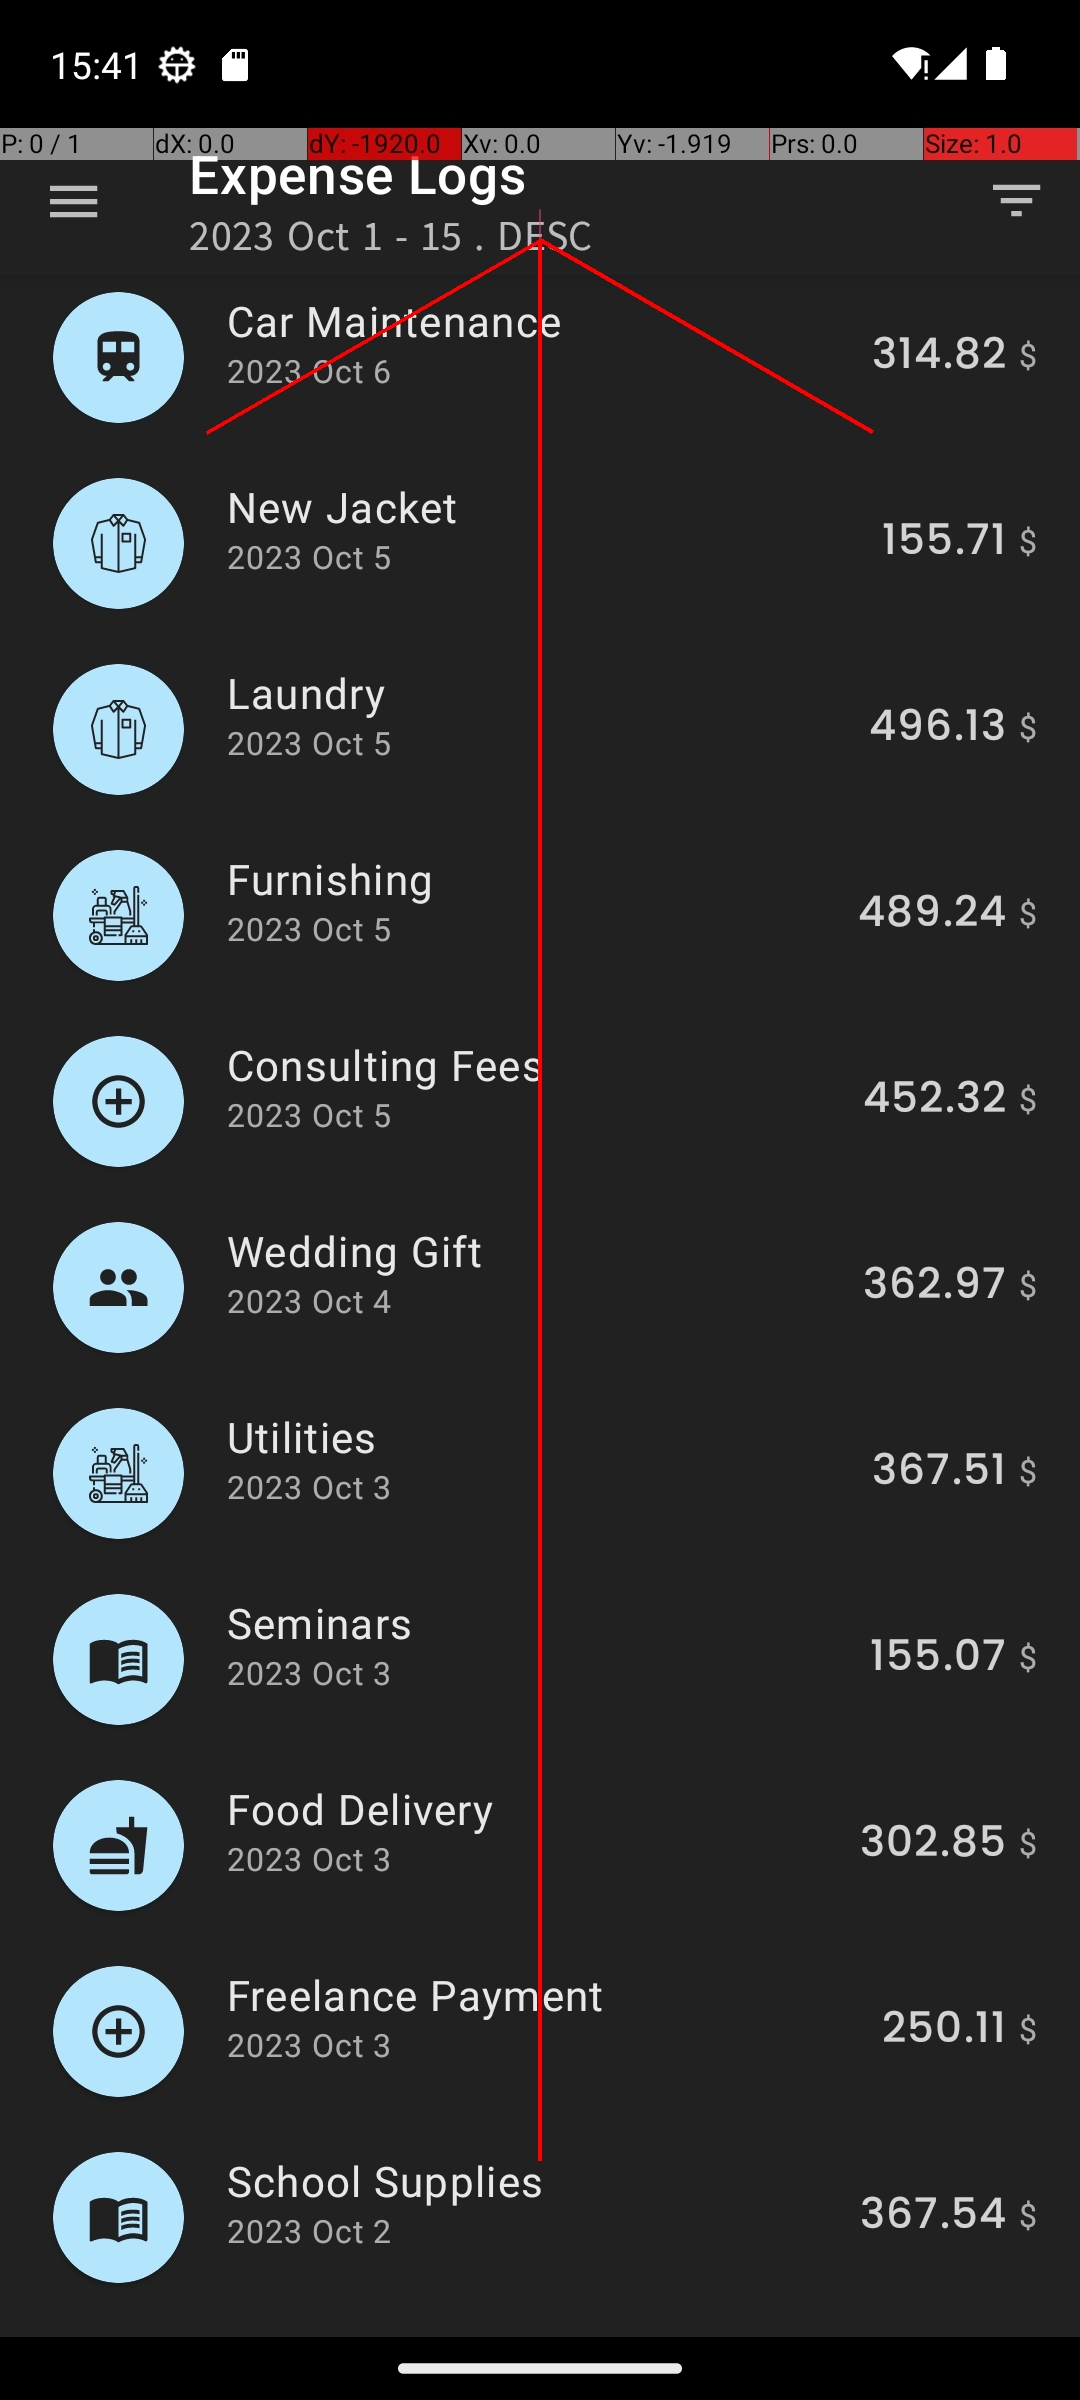 15:41
P: 0 / 1 dX: 0.0 dY: -1920.0 Xv: 0.0 Yv: -1.919 Prs: 0.0 Size: 1.0
Expense Logs
2023 Oct 1 - 15 . DESC
Car Maintenance
2023 Oct 6
314.82 $
New Jacket
2023 Oct 5
155.71 $
Laundry
2023 Oct 5
496.13 $
Furnishing
2023 Oct 5
489.24 $
Consulting Fees
2023 Oct 5
452.32 $
Wedding Gift
2023 Oct 4
362.97 $
Utilities
2023 Oct 3
367.51 $
Seminars
2023 Oct 3
155.07 $
Food Delivery
2023 Oct 3
302.85 $
Freelance Payment
2023 Oct 3
250.11 $
School Supplies
2023 Oct 2
367.54 $